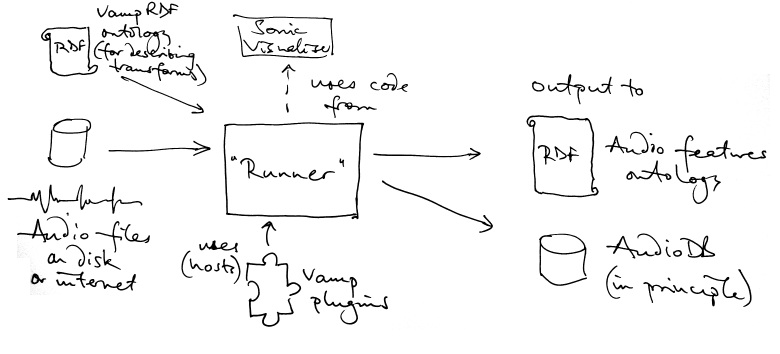 Vamp RDF
ontology
(for describing
transforms)
RDF
Sonic
Visualiser
uses code
from
"Runner"
Audio files
on disk
or internet
uses
(hosts)
Vamp
plugins
output to
RDF
Audio features
ontology
AudioDB
(in principle)